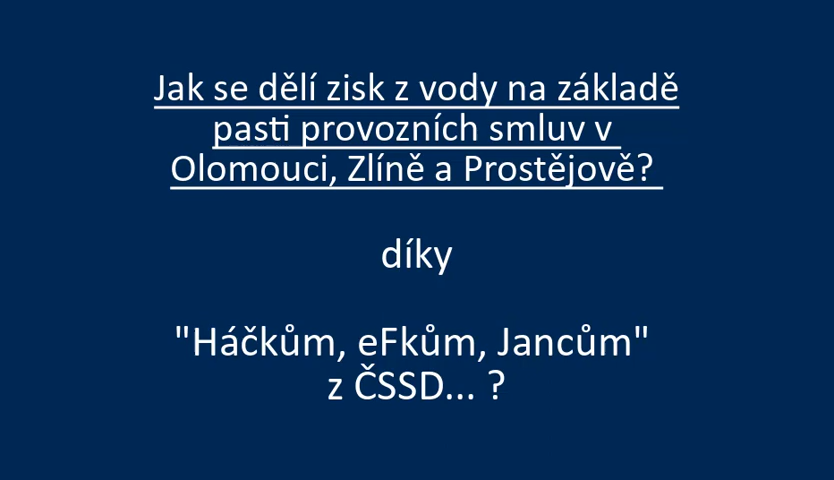 Jak se dělí zisk z vody na základě
pasti provozních smluv v
Olomouci, Zlíně a Prostějově?
díky
"Háčkům, eFkům, Jancům"
z ČSSD... ?